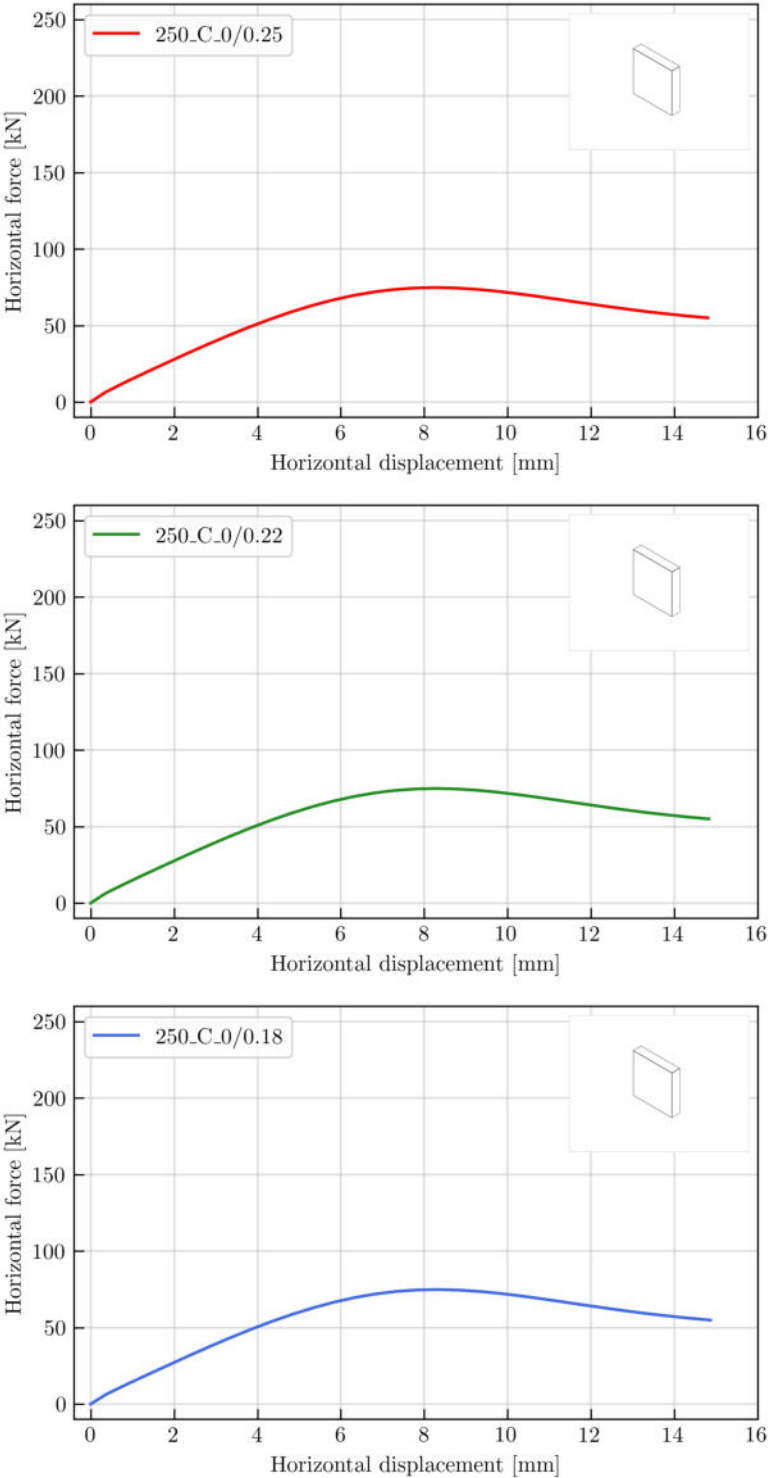 250
200
150
100
50
0
Horizontal force [kN]
250_C_0/0.25
0 2 4 6 8 10 12 14 16
Horizontal displacement [mm]
250
200
150
100
50
0
Horizontal force [kN]
250_C_0/0.22
0 2 4 6 8 10 12 14 16
Horizontal displacement [mm]
250
200
150
100
50
0
Horizontal force [kN]
250_C_0/0.18
0 2 4 6 8 10 12 14 16
Horizontal displacement [mm]